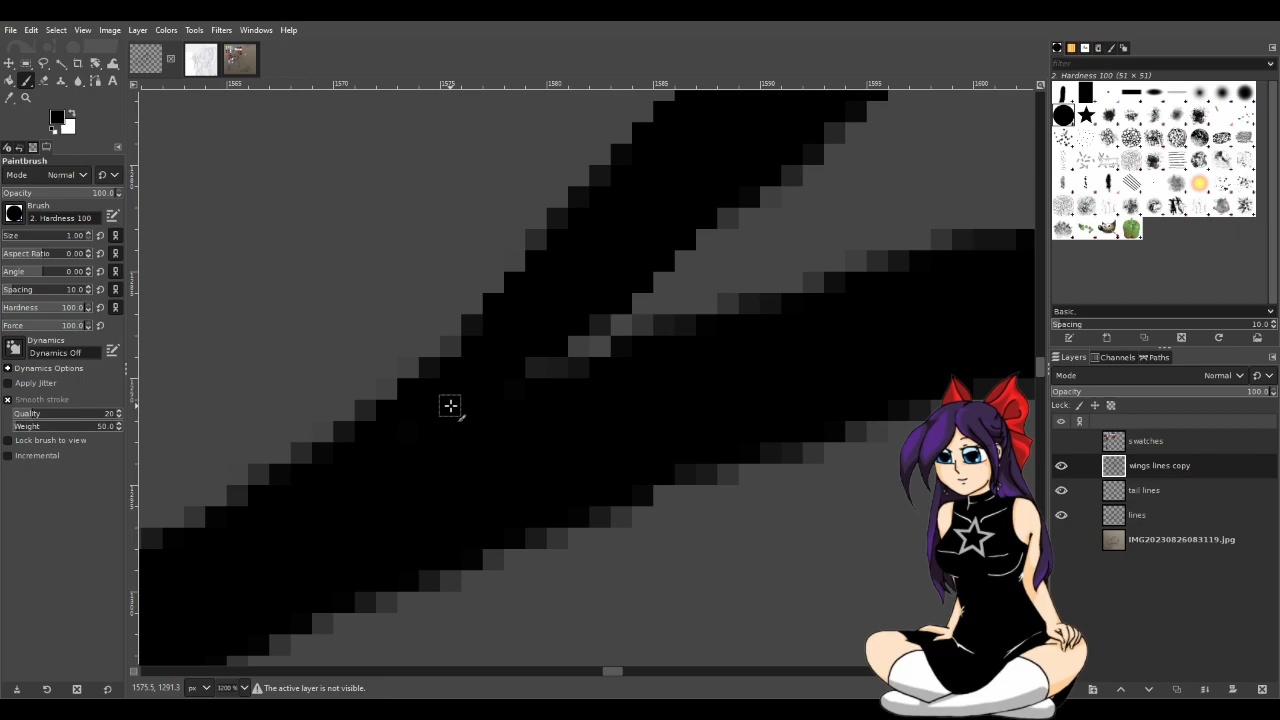 File Edit Select View Image Layer Colors Tools Filters Windows Help
Paintbrush
Mode Normal
Opacity 100.0
Brush
2. Hardness 100
Size 1.00
Aspect Ratio 0.00
Angle 0.00
Spacing 10.0
Hardness 100.0
Force 100.0
Dynamics
Dynamics Off
Dynamics Options
Apply Jitter
Smooth stroke
Quality 20
Weight 50.0
Lock brush to view
Incremental
1565 1570 1575 1580 1585 1590 1595 1600
1575.5, 1291.3 px 3200 % The active layer is not visible.
filter
2. Hardness 100 (51 × 51)
Basic,
Spacing 10.0
Layers Channels Paths
Mode Normal
Opacity 100.0
Lock:
swatches
wings lines copy
tail lines
lines
IMG20230826083119.jpg